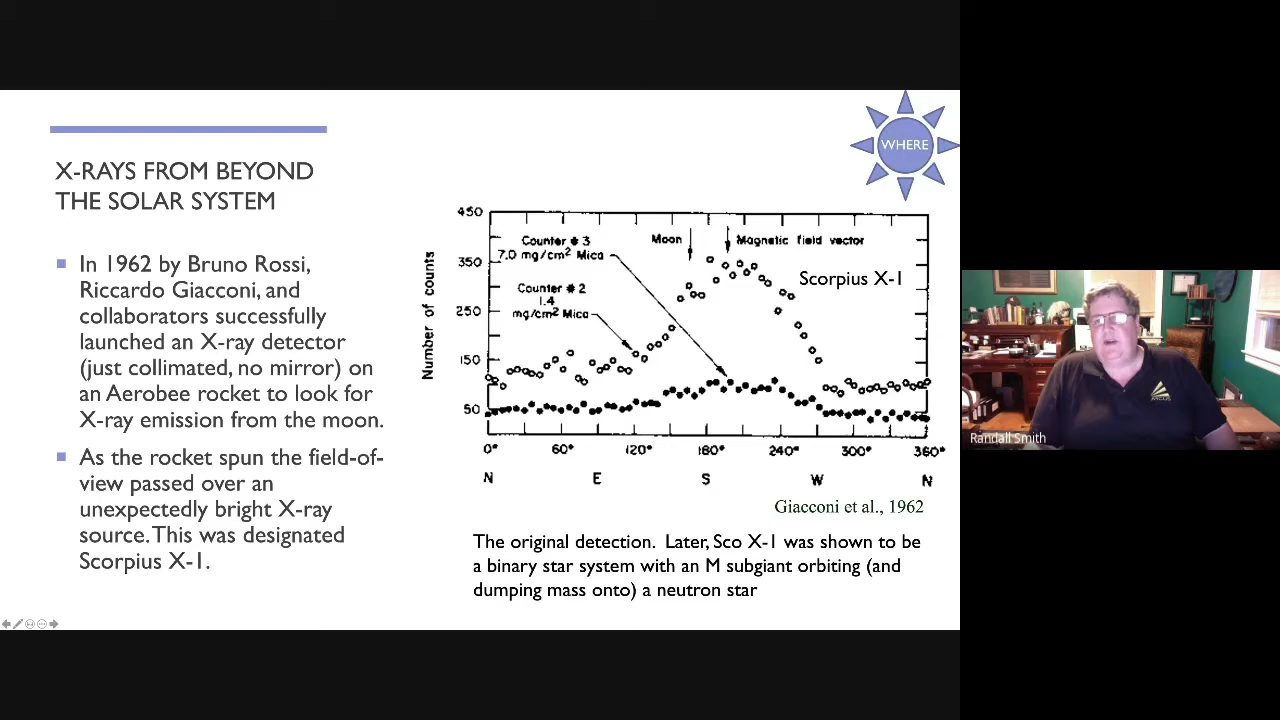 WHERE
X-RAYS FROM BEYOND
THE SOLAR SYSTEM
In 1962 by Bruno Rossi,
Riccardo Giacconi, and
collaborators successfully
launched an X-ray detector
(just collimated, no mirror) on
an Aerobee rocket to look for
X-ray emission from the moon.
As the rocket spun the field-of-
view passed over an
unexpectedly bright X-ray
source. This was designated
Scorpius X-1.
450
350
250
150
50
Number of counts
Counter #3
7.0 mg/cm² Mica
Counter #2
1.4
mg/cm² Mica
Moon
Magnetic field vector
Scorpius X-1
0° 60° 120° 180° 240° 300° 360°
N E S W N
Giacconi et al., 1962
The original detection. Later, Sco X-1 was shown to be
a binary star system with an M subgiant orbiting (and
dumping mass onto) a neutron star
Randall Smith